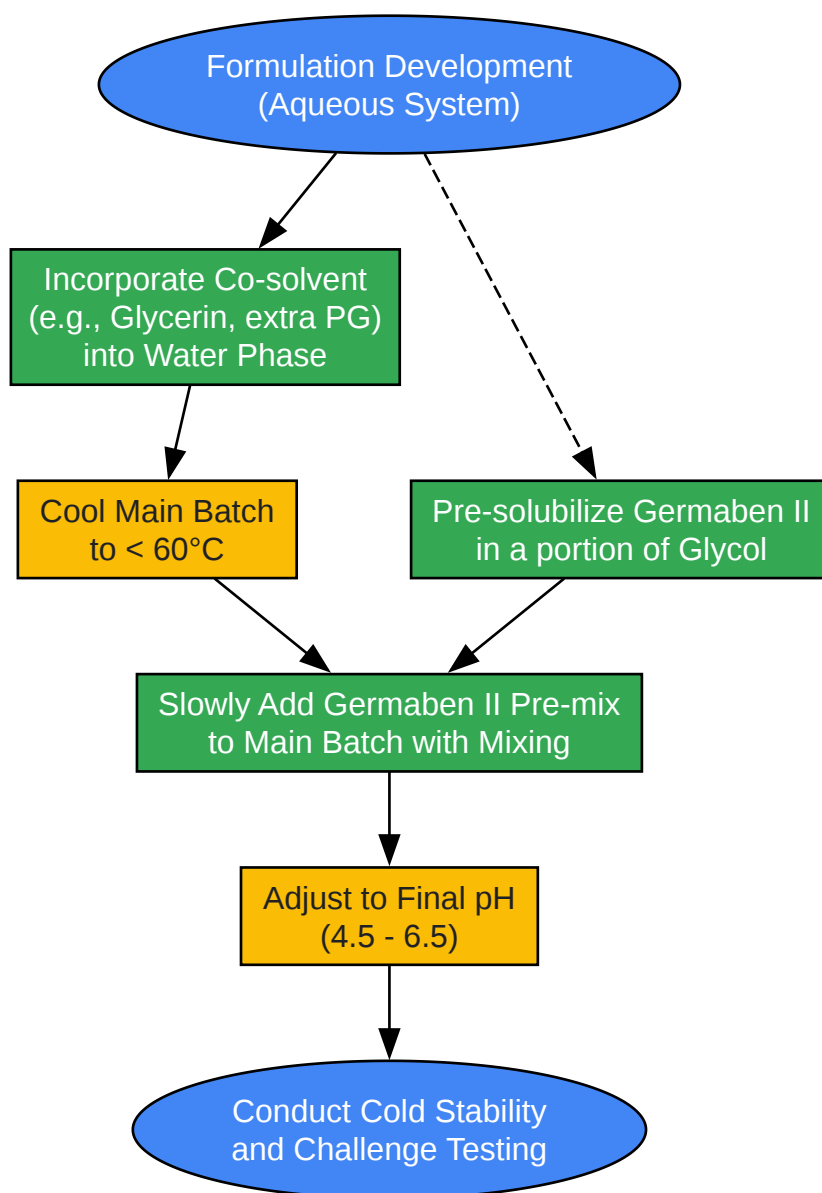 Formulation Development
(Aqueous System)
Incorporate Co-solvent
(e.g., Glycerin, extra PG)
into Water Phase
Cool Main Batch
to < 60°C
Pre-solubilize Germaben II
in a portion of Glycol
Slowly Add Germaben II Pre-mix
to Main Batch with Mixing
Adjust to Final pH
(4.5 - 6.5)
Conduct Cold Stability
and Challenge Testing